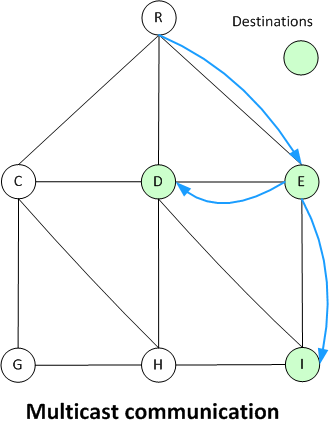 R
Destinations
C
D
E
G
H
I
Multicast communication